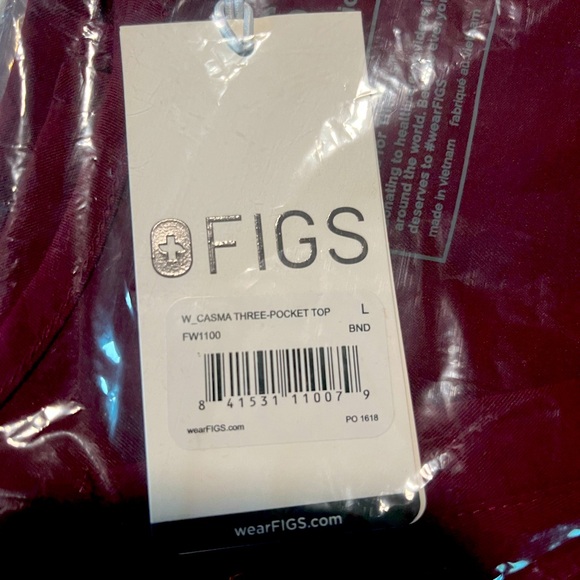 FIGS
W_CASMA THREE-POCKET TOP L
FW1100 BND
8 41531 11007 9
wearFIGS.com PO 1618
wearFIGS.com
around the world. Be
deserves to #wearFIGS
made in Vietnam fabriqué au